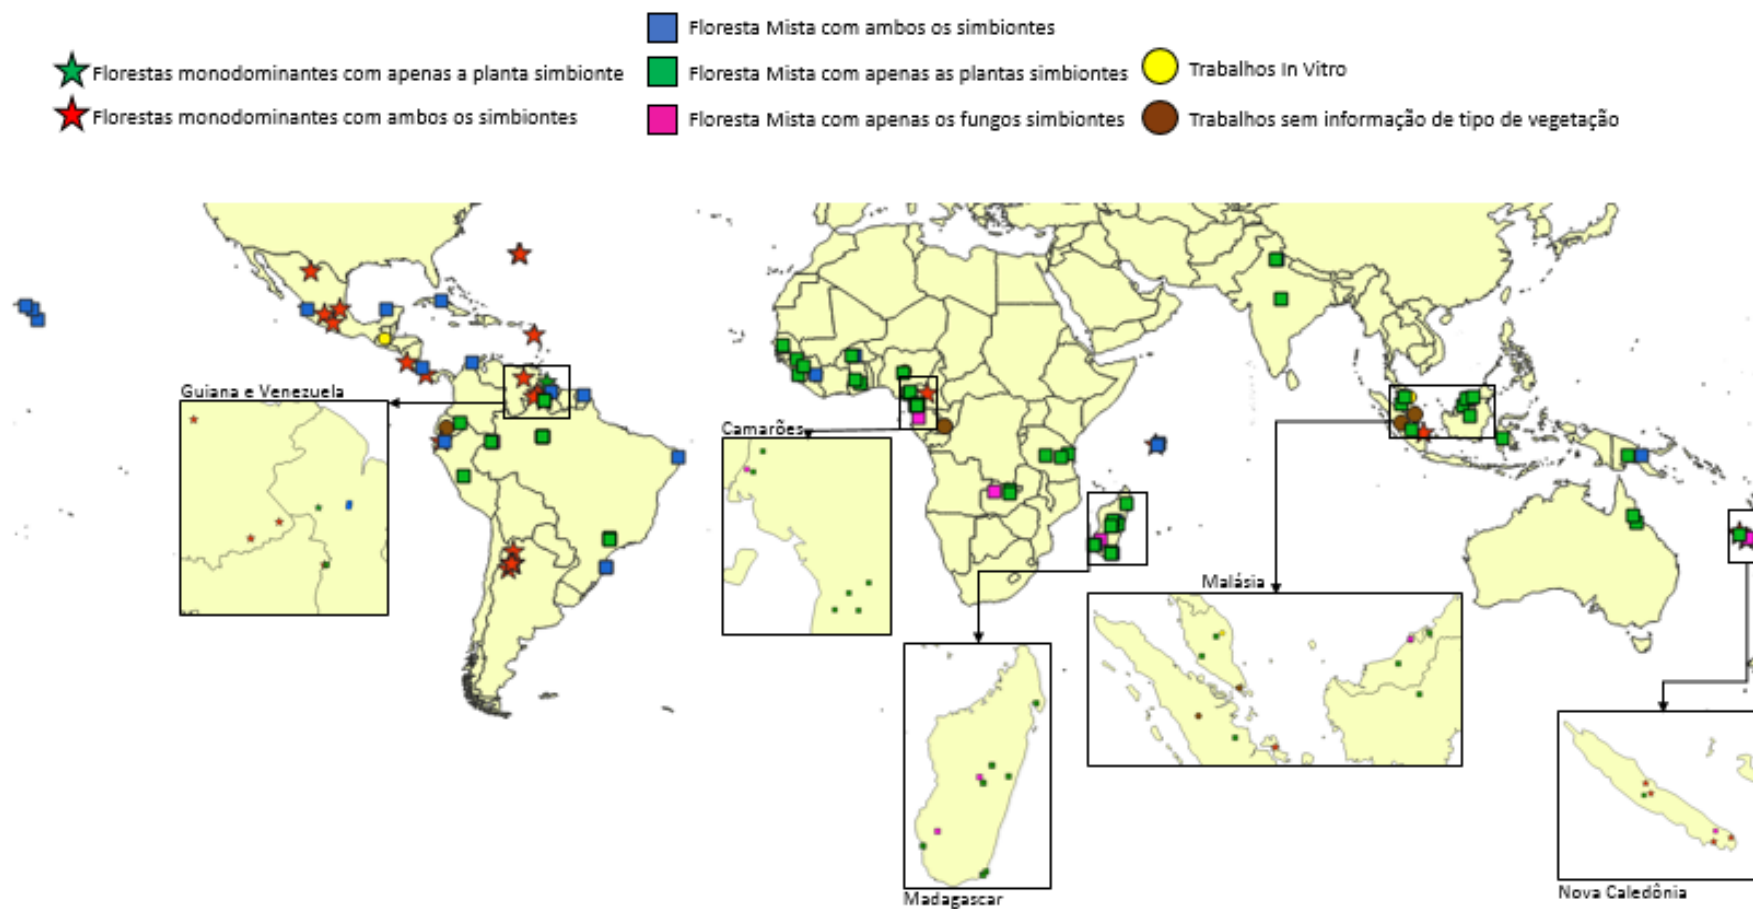 Floresta Mista com ambos os simbiontes
Florestas monodominantes com apenas a planta simbionte
Floresta Mista com apenas as plantas simbiontes
Trabalhos In Vitro
Florestas monodominantes com ambos os simbiontes
Floresta Mista com apenas os fungos simbiontes
Trabalhos sem informação de tipo de vegetação
Guiana e Venezuela
Camarões
Malásia
Madagascar
Nova Caledônia